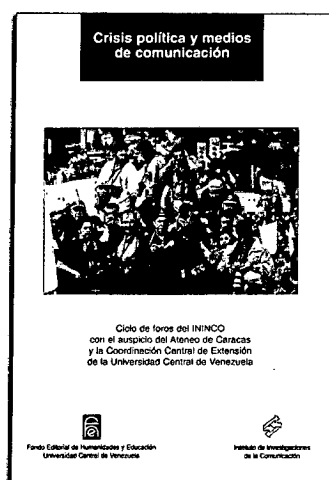 Crisis política y medios
de comunicación
Ciclo de foros del ININCO
con el auspicio del Ateneo de Caracas
y la Coordinación Central de Extensión
de la Universidad Central de Venezuela
Fondo Editorial de Humanidades y Educación
Universidad Central de Venezuela
Instituto de Investigaciones
de la Comunicación